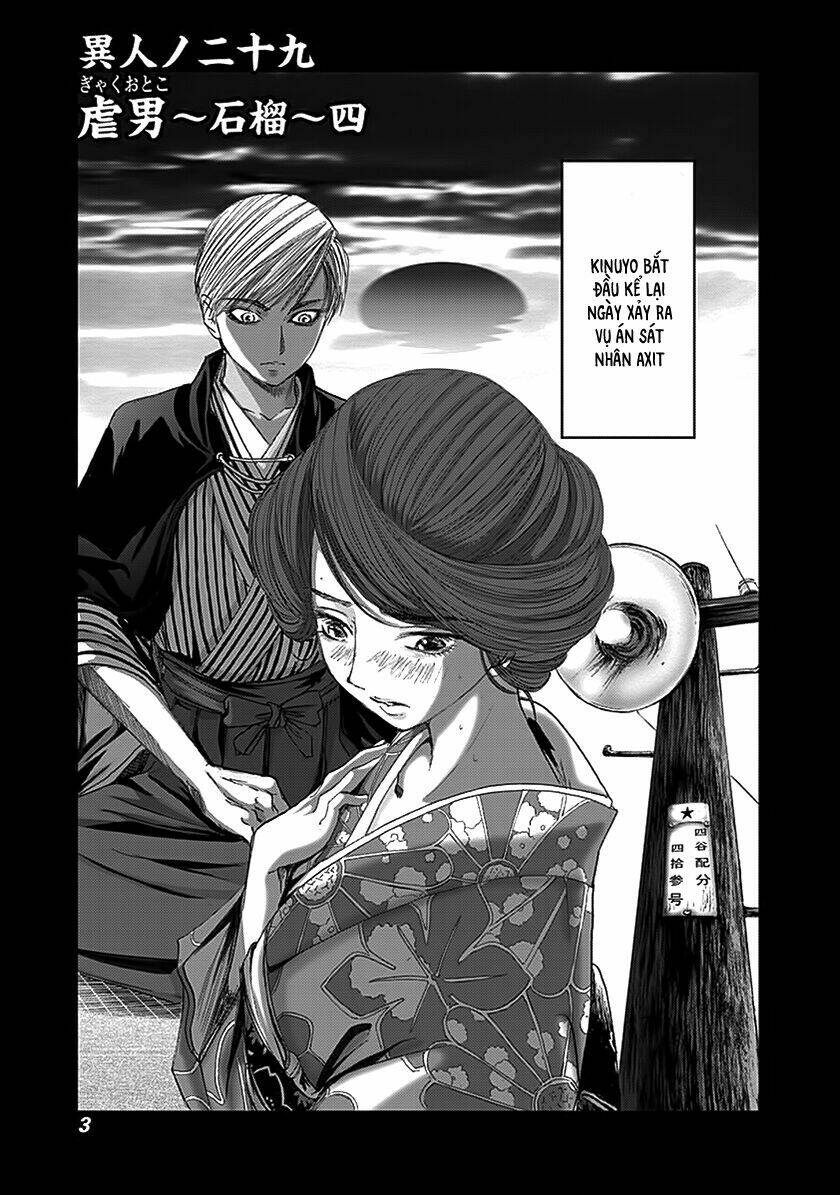 異人ノ二十九
ぎゃくおとこ
虐男～石榴～四
KINUYO BẮT
ĐẦU KỂ LẠI
NGÀY XẢY RA
VỤ ÁN SÁT
NHÂN AXIT
★
四谷配分
四拾参号
3